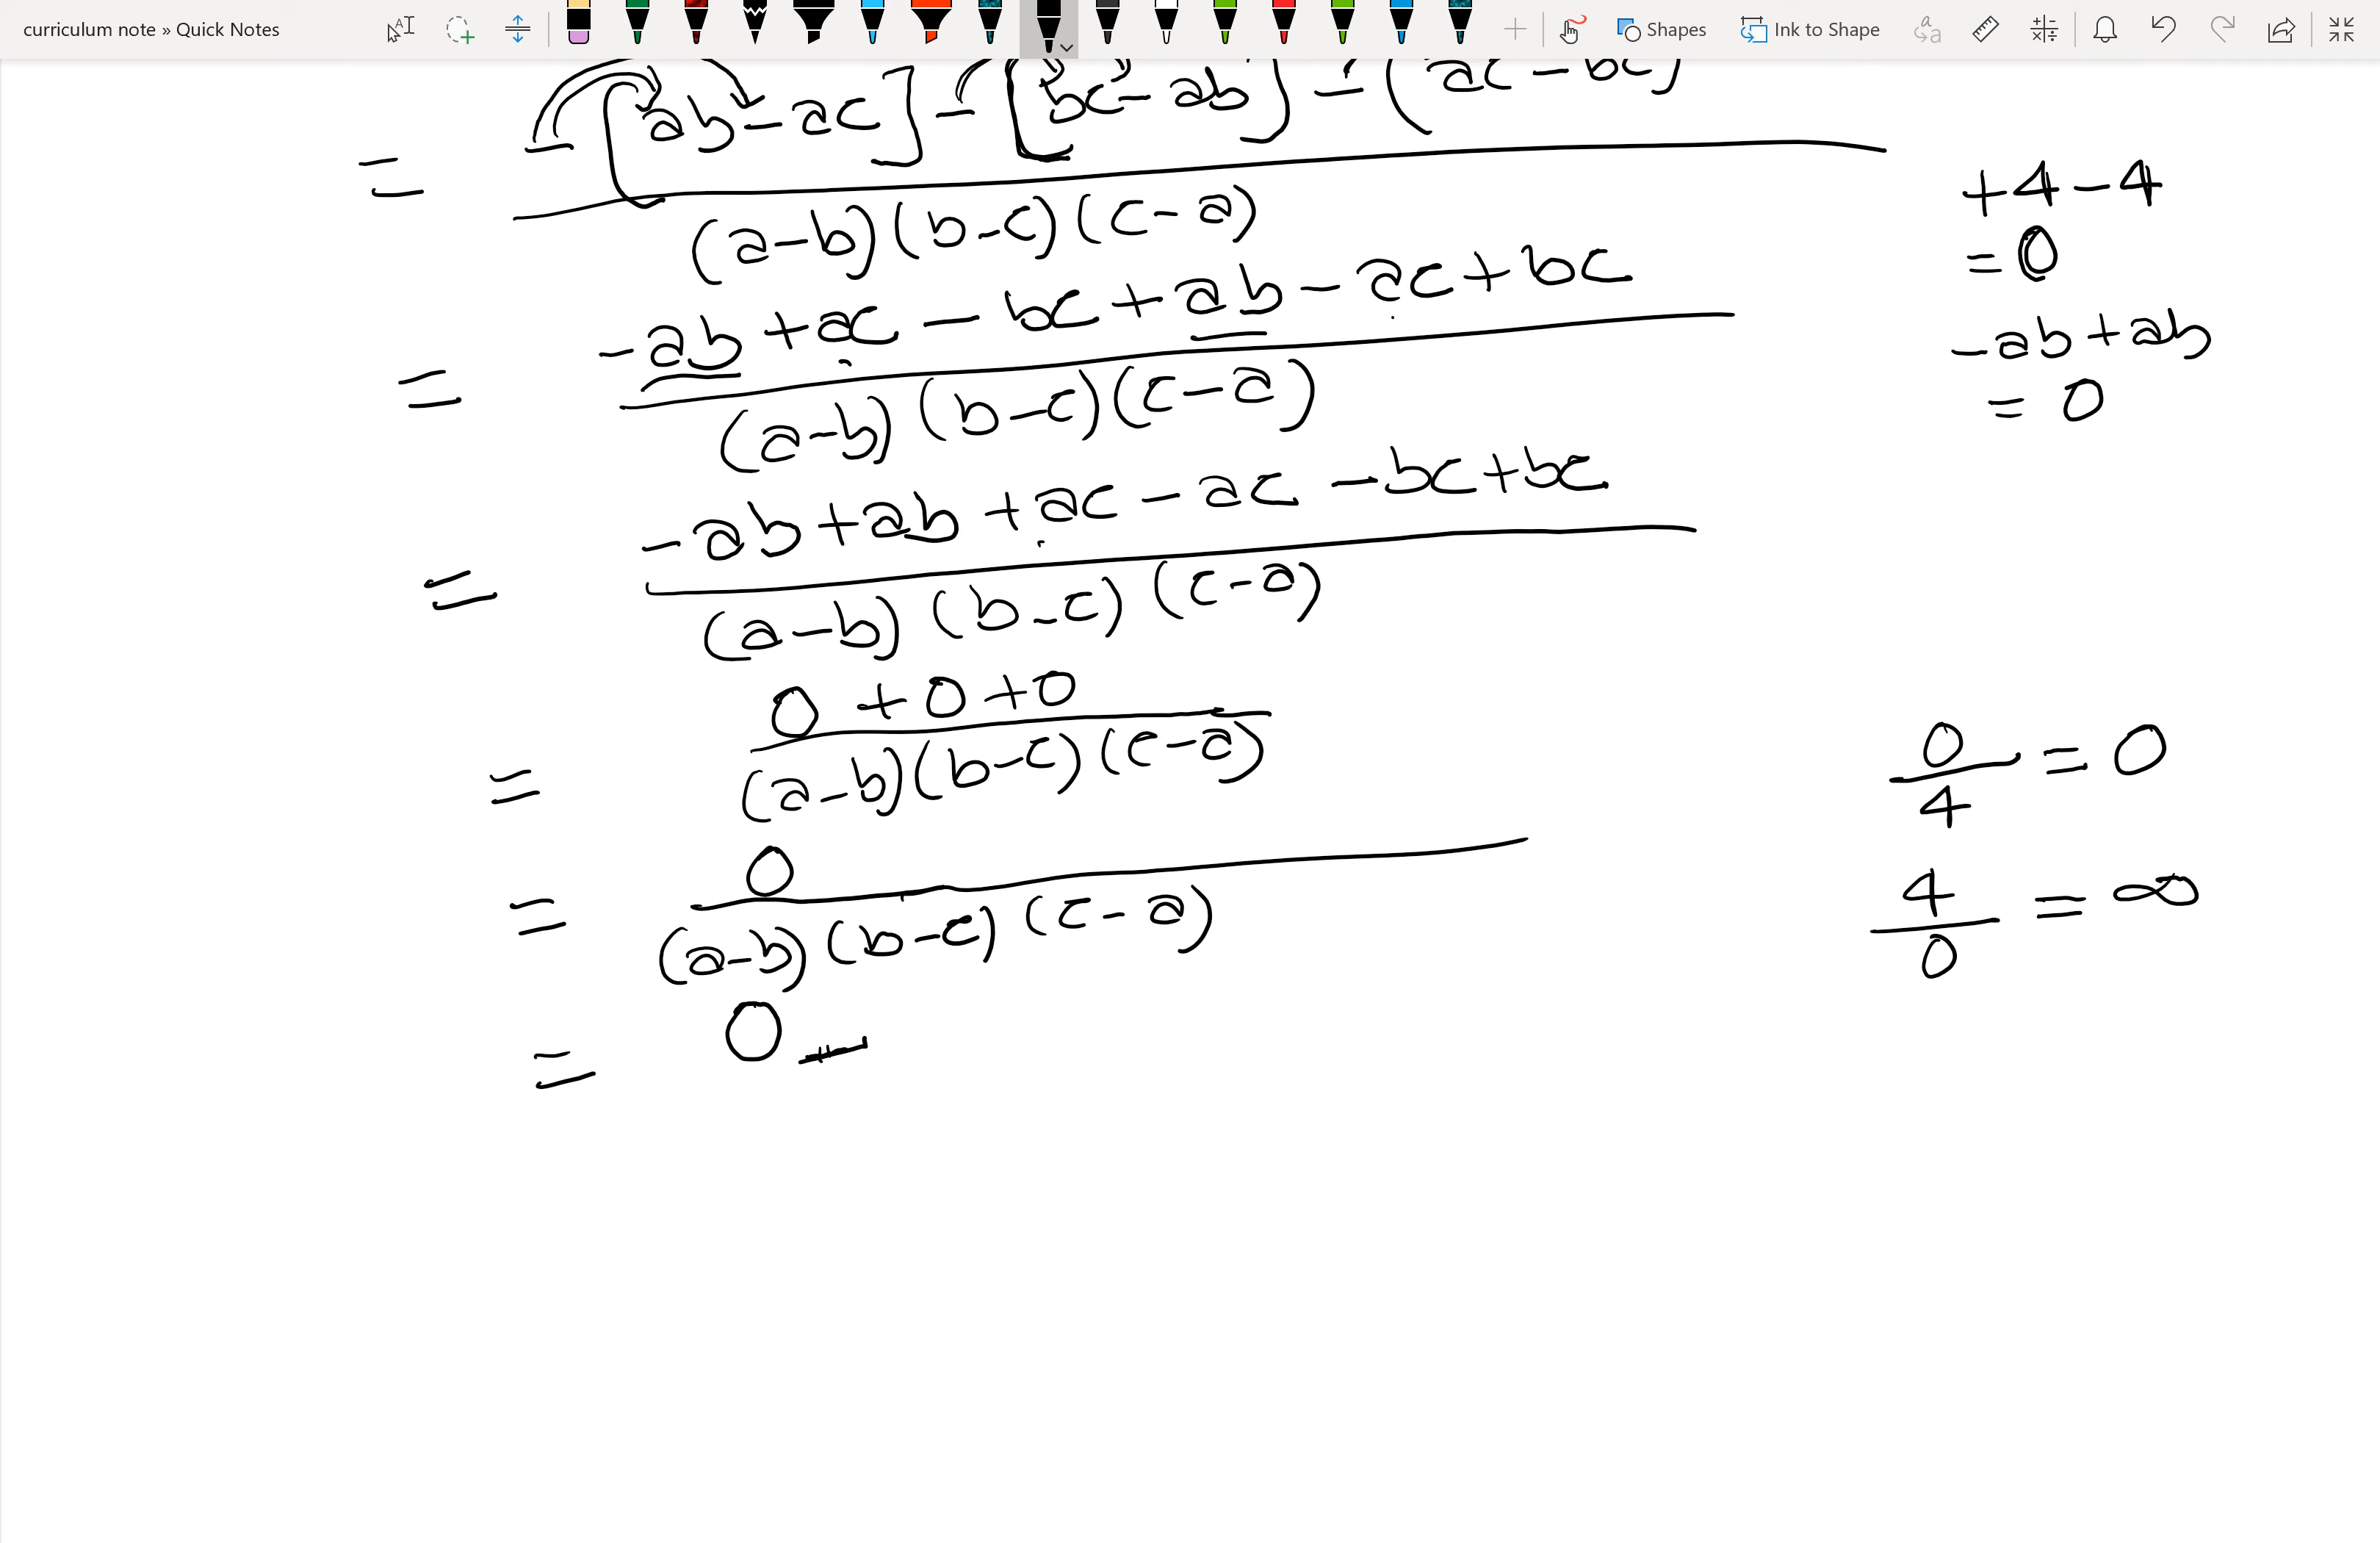 curriculum note » Quick Notes
Shapes
Ink to Shape
= -[ab-ac]-[bc-ab]-(ac-bc)
(a-b)(b-c)(c-a)
= -ab+ac-bc+ab-ac+bc
(a-b)(b-c)(c-a)
= -ab+ab+ac-ac-bc+bc
(a-b)(b-c)(c-a)
= 0+0+0
(a-b)(b-c)(c-a)
= 0
(a-b)(b-c)(c-a)
= 0
+4-4
=0
-ab+ab
=0
0/4 = 0
4/0 = ∞